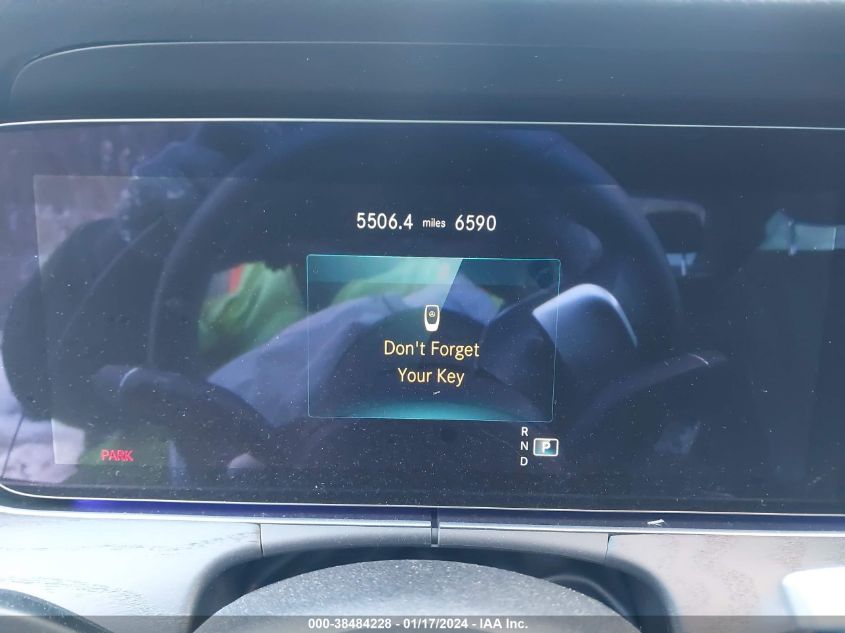 5506.4 miles 6590
Don't Forget
Your Key
R
N P
D
PARK
000-38484228 - 01/17/2024 - IAA Inc.